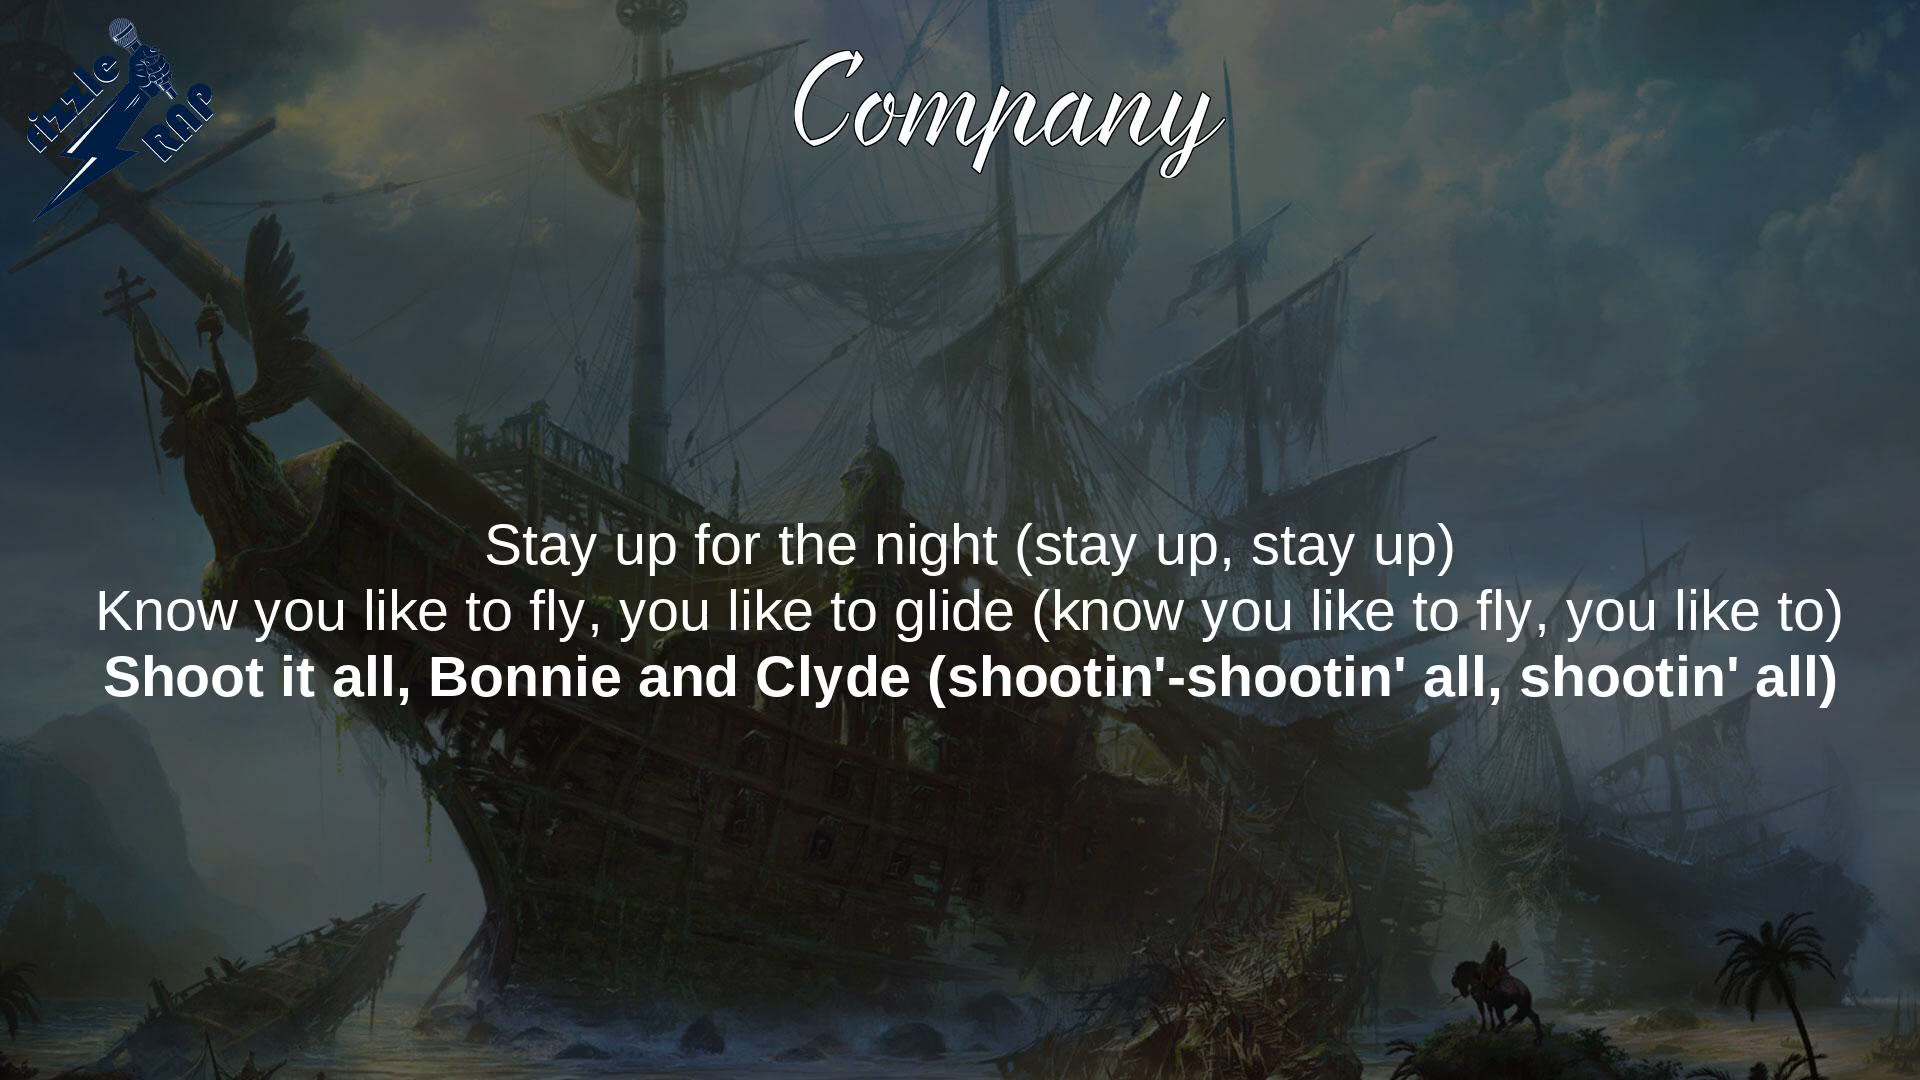 rizzle
RAP
Company
Stay up for the night (stay up, stay up)
Know you like to fly, you like to glide (know you like to fly, you like to)
Shoot it all, Bonnie and Clyde (shootin'-shootin' all, shootin' all)